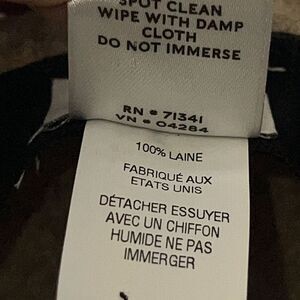 SPOT CLEAN
WIPE WITH DAMP
CLOTH
DO NOT IMMERSE
RN • 71341
VN • 04284
100% LAINE
FABRIQUÉ AUX
ETATS UNIS
DÉTACHER ESSUYER
AVEC UN CHIFFON
HUMIDE NE PAS
IMMERGER